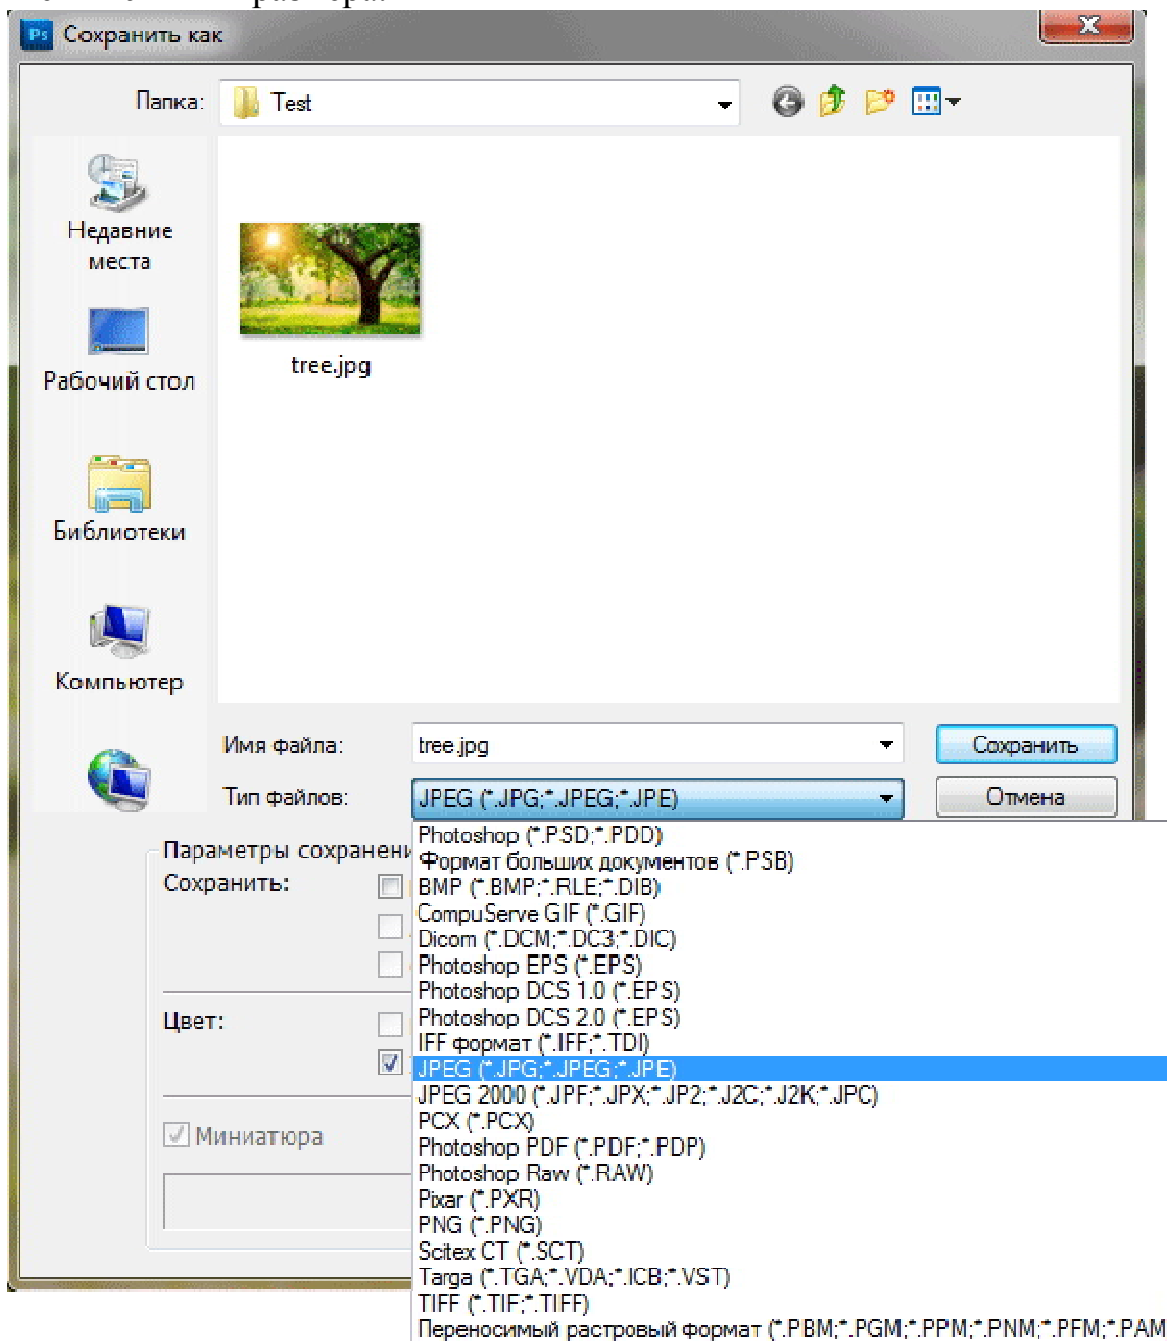 Ps Сохранить как
Папка: Test
Недавние
места
tree.jpg
Рабочий стол
Библиотеки
Компьютер
Имя файла: tree.jpg Сохранить
Тип файлов: JPEG (*.JPG;*.JPEG;*.JPE) Отмена
Сохранить:
Цвет:
Миниатюра
Photoshop (*.PSD;*.PDD)
Формат больших документов (*.PSB)
BMP (*.BMP;*.RLE;*.DIB)
CompuServe GIF (*.GIF)
Dicom (*.DCM;*.DC3;*.DIC)
Photoshop EPS (*.EPS)
Photoshop DCS 1.0 (*.EPS)
Photoshop DCS 2.0 (*.EPS)
IFF формат (*.IFF;*.TDI)
JPEG (*.JPG;*.JPEG;*.JPE)
JPEG 2000 (*.JPF;*.JPX;*.JP2;*.J2C;*.J2K;*.JPC)
PCX (*.PCX)
Photoshop PDF (*.PDF;*.PDP)
Photoshop Raw (*.RAW)
Pixar (*.PXR)
PNG (*.PNG)
Scitex CT (*.SCT)
Targa (*.TGA;*.VDA;*.ICB;*.VST)
TIFF (*.TIF;*.TIFF)
Переносимый растровый формат (*.PBM;*.PGM;*.PPM;*.PNM;*.PFM;*.PAM